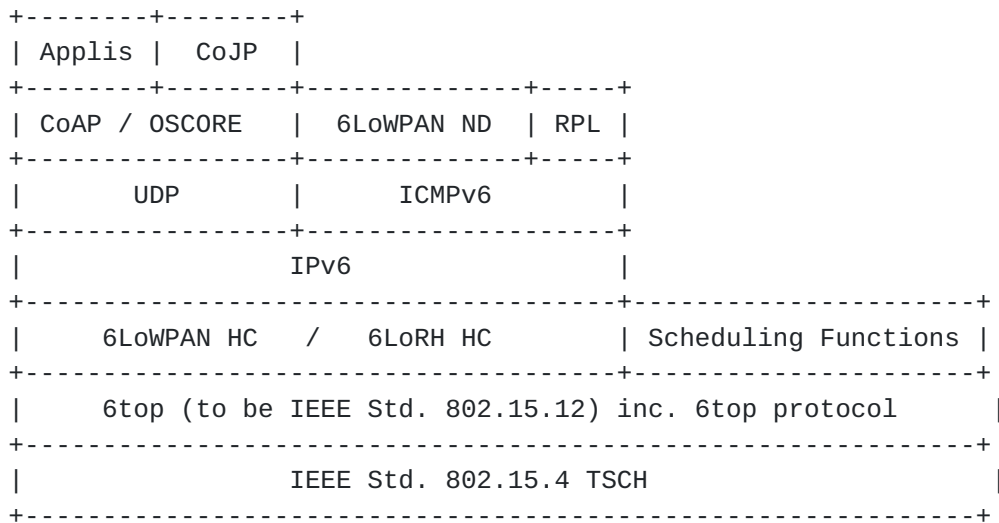 +--------+--------+
| Applis |  CoJP  |
+--------+--------+--------------+-----+
| CoAP / OSCORE   |  6LoWPAN ND  | RPL |
+-----------------+--------------+-----+
|       UDP       |      ICMPv6        |
+-----------------+--------------------+
|                 IPv6                 |
+--------------------------------------+----------------------+
|     6LoWPAN HC   /   6LoRH HC        | Scheduling Functions |
+--------------------------------------+----------------------+
|     6top (to be IEEE Std. 802.15.12) inc. 6top protocol      |
+-------------------------------------------------------------+
|                 IEEE Std. 802.15.4 TSCH                      |
+-------------------------------------------------------------+